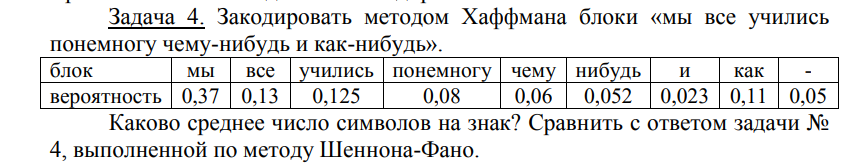 Задача 4. Закодировать методом Хаффмана блоки «мы все учились
понемногу чему-нибудь и как-нибудь».
блок мы все учились понемногу чему нибудь и как -
вероятность 0,37 0,13 0,125 0,08 0,06 0,052 0,023 0,11 0,05
Каково среднее число символов на знак? Сравнить с ответом задачи №
4, выполненной по методу Шеннона-Фано.